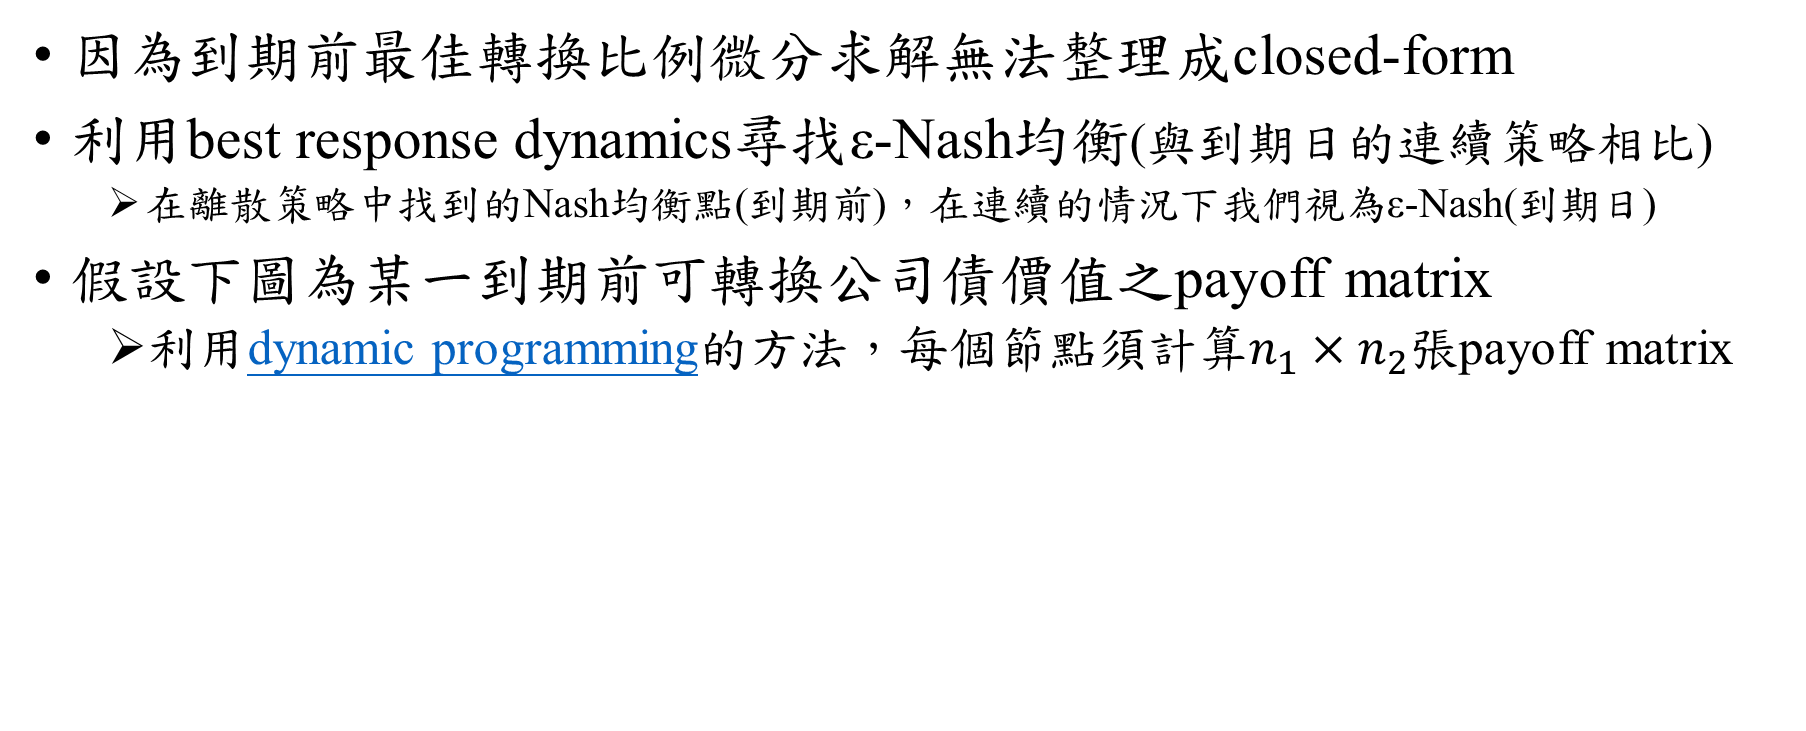 • 因為到期前最佳轉換比例微分求解無法整理成closed-form
• 利用best response dynamics尋找ε-Nash均衡(與到期日的連續策略相比)
➢ 在離散策略中找到的Nash均衡點(到期前)，在連續的情況下我們視為ε-Nash(到期日)
• 假設下圖為某一到期前可轉換公司債價值之payoff matrix
➢ 利用dynamic programming的方法，每個節點須計算n₁ × n₂張payoff matrix